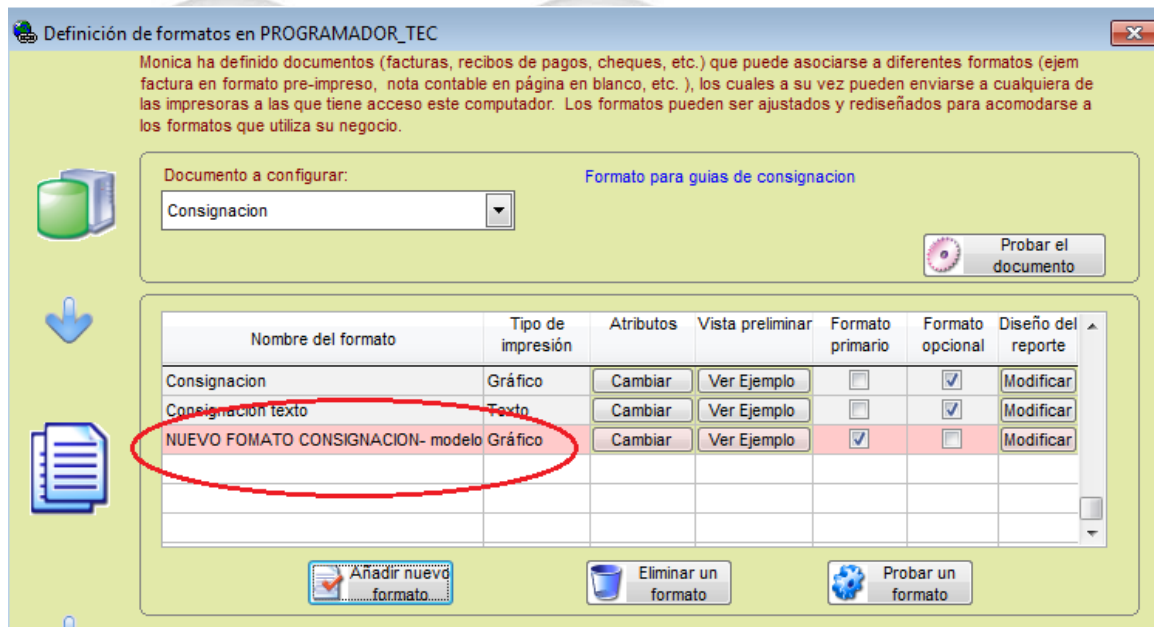 Definición de formatos en PROGRAMADOR_TEC
Monica ha definido documentos (facturas, recibos de pagos, cheques, etc.) que puede asociarse a diferentes formatos (ejem
factura en formato pre-impreso, nota contable en página en blanco, etc. ), los cuales a su vez pueden enviarse a cualquiera de
las impresoras a las que tiene acceso este computador. Los formatos pueden ser ajustados y rediseñados para acomodarse a
los formatos que utiliza su negocio.
Documento a configurar:
Formato para guias de consignacion
Consignacion
Probar el
documento
Nombre del formato
Tipo de
impresión
Atributos
Vista preliminar
Formato
primario
Formato
opcional
Diseño del
reporte
Consignacion Gráfico Cambiar Ver Ejemplo Modificar
Consignacion texto Texto Cambiar Ver Ejemplo Modificar
NUEVO FOMATO CONSIGNACION- modelo Gráfico Cambiar Ver Ejemplo Modificar
Añadir nuevo
formato
Eliminar un
formato
Probar un
formato